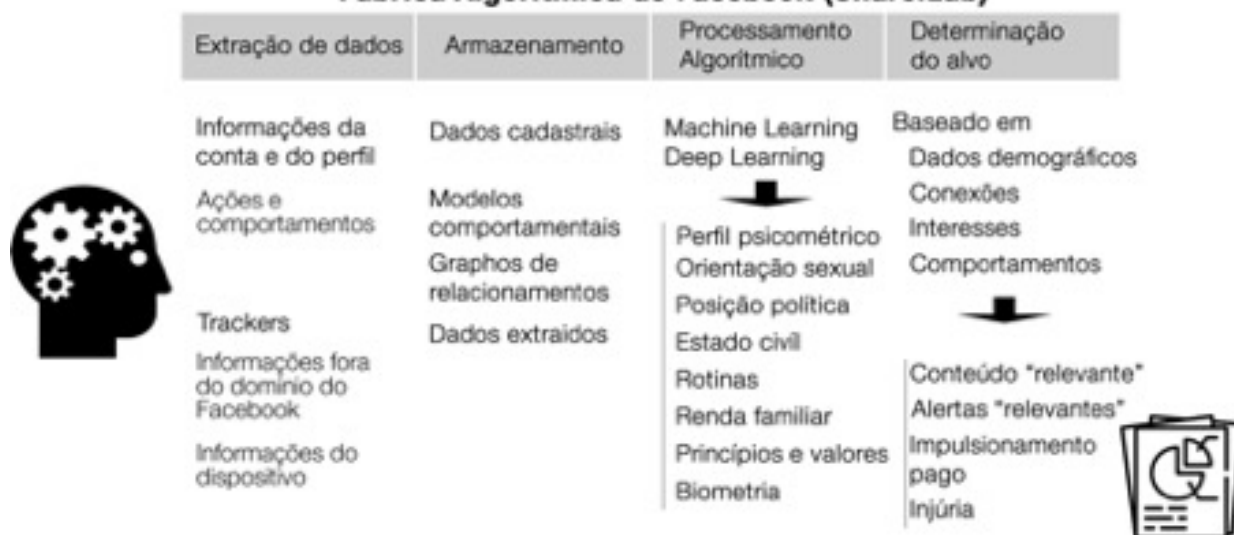 Extração de dados
Armazenamento
Processamento
Algorítmico
Determinação
do alvo
Informações da
conta e do perfil
Ações e
comportamentos
Trackers
Informações fora
do domínio do
Facebook
Informações do
dispositivo
Dados cadastrais
Modelos
comportamentais
Graphos de
relacionamentos
Dados extraidos
Machine Learning
Deep Learning
Perfil psicométrico
Orientação sexual
Posição política
Estado civíl
Rotinas
Renda familiar
Princípios e valores
Biometria
Baseado em
Dados demográficos
Conexões
Interesses
Comportamentos
Conteúdo “relevante”
Alertas “relevantes”
Impulsionamento
pago
Injúria